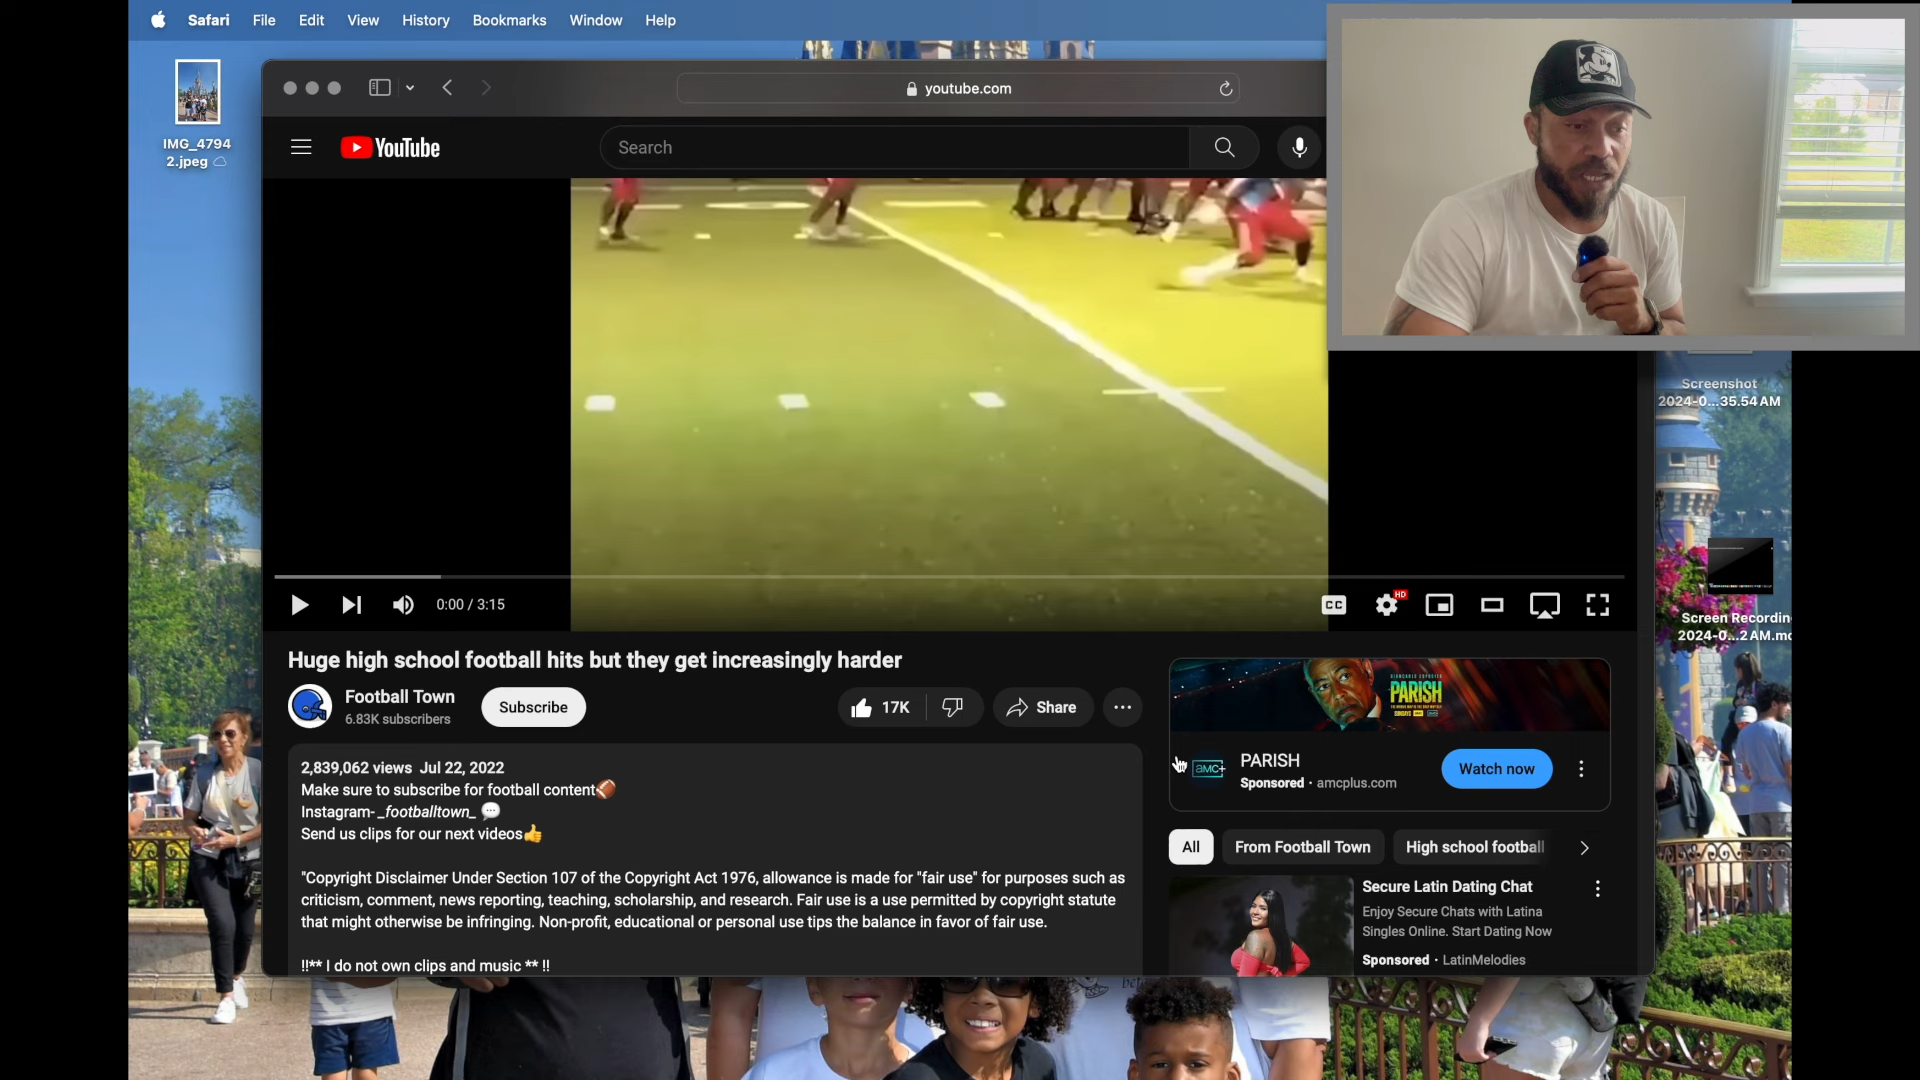 Safari File Edit View History Bookmarks Window Help
IMG_4794
2.jpeg
youtube.com
YouTube
Search
CC
HD
0:00 / 3:15
Huge high school football hits but they get increasingly harder
Football Town
6.83K subscribers
Subscribe
17K
Share
2,839,062 views Jul 22, 2022
Make sure to subscribe for football content🏈
Instagram-_footballtown_ 💬
Send us clips for our next videos👍
"Copyright Disclaimer Under Section 107 of the Copyright Act 1976, allowance is made for "fair use" for purposes such as
criticism, comment, news reporting, teaching, scholarship, and research. Fair use is a use permitted by copyright statute
that might otherwise be infringing. Non-profit, educational or personal use tips the balance in favor of fair use.
!!** I do not own clips and music ** !!
PARISH
aMC+
PARISH
Sponsored · amcplus.com
Watch now
All
From Football Town
High school football
Secure Latin Dating Chat
Enjoy Secure Chats with Latina
Singles Online. Start Dating Now
Sponsored · LatinMelodies
Screenshot
2024-0...35.54 AM
Screen Recordin
2024-0...2 AM.mo